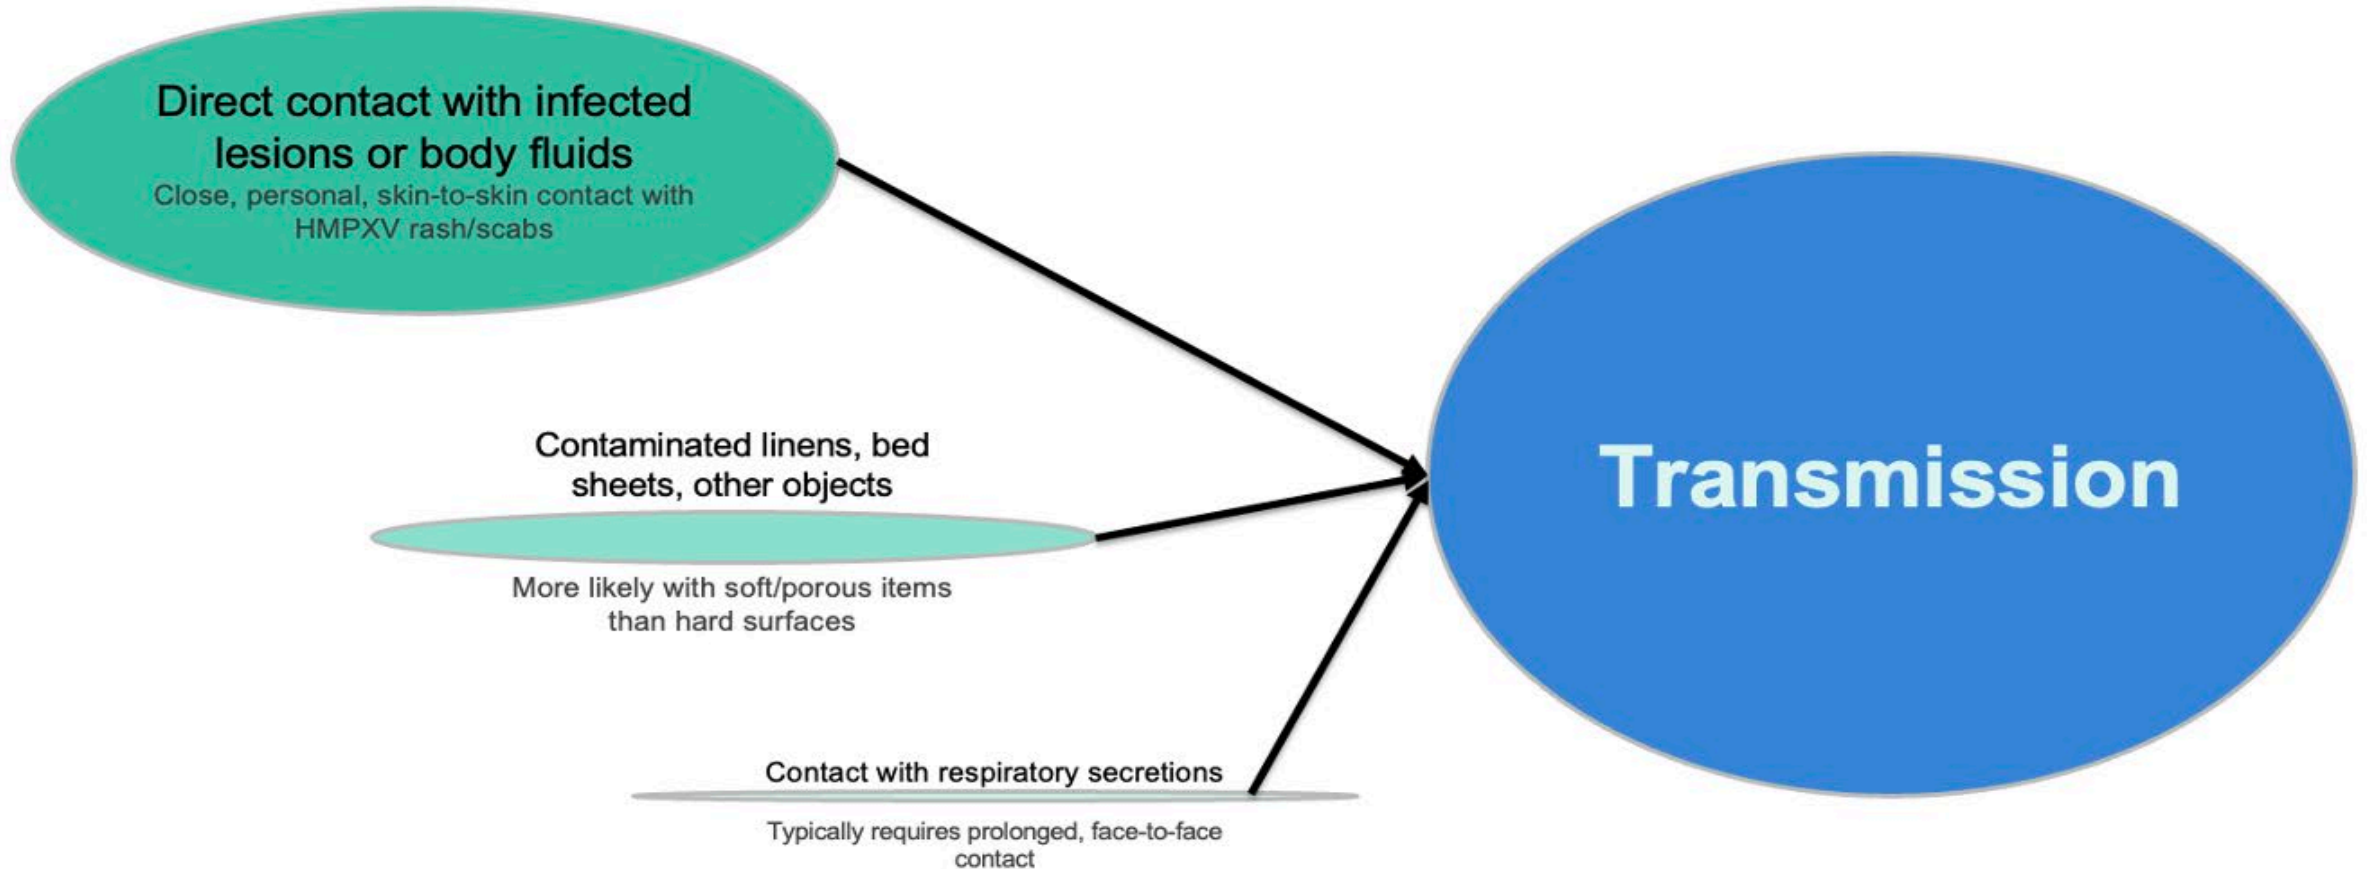 Direct contact with infected
lesions or body fluids
Close, personal, skin-to-skin contact with
HMPXV rash/scabs
Contaminated linens, bed
sheets, other objects
More likely with soft/porous items
than hard surfaces
Contact with respiratory secretions
Typically requires prolonged, face-to-face
contact
Transmission